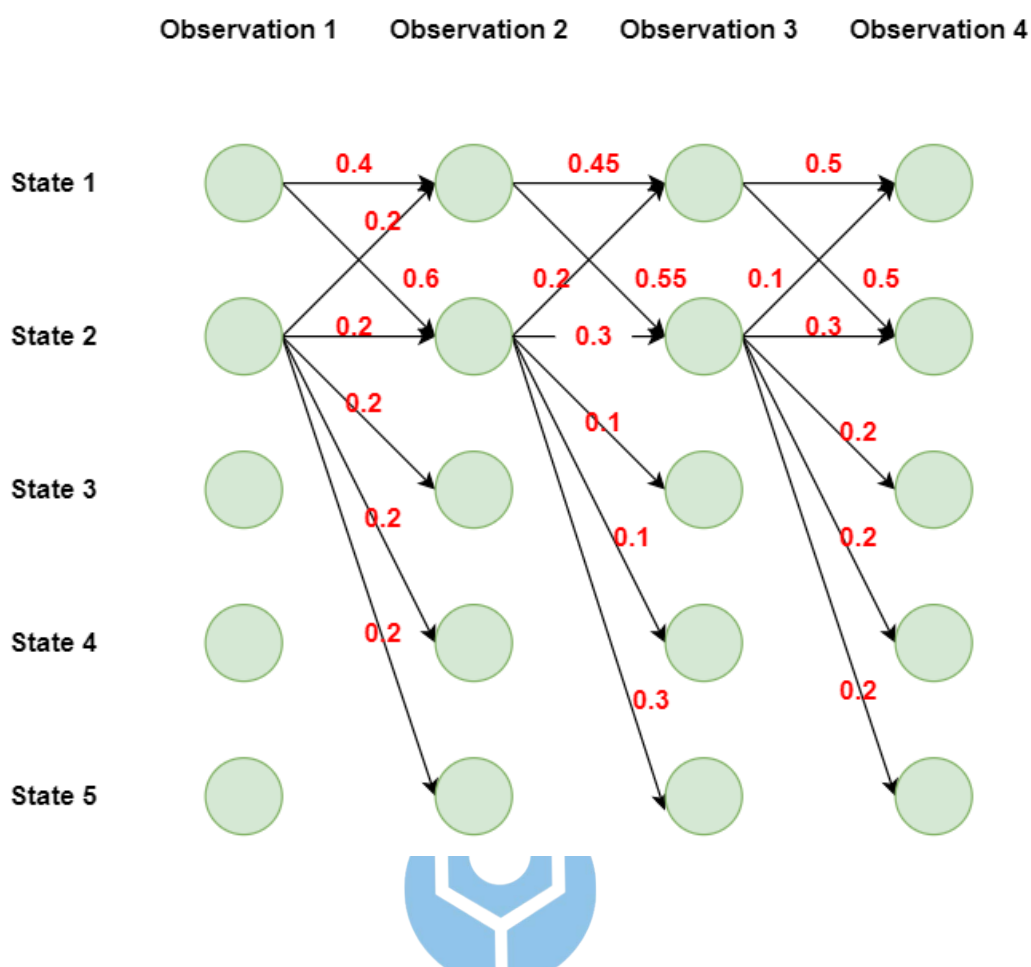 Observation 1 Observation 2 Observation 3 Observation 4
State 1
0.4 0.45 0.5
0.2
0.6 0.2 0.55 0.1 0.5
State 2
0.2 0.3 0.3
0.2 0.1 0.2
State 3
0.2 0.1 0.2
State 4
0.2 0.3 0.2
State 5